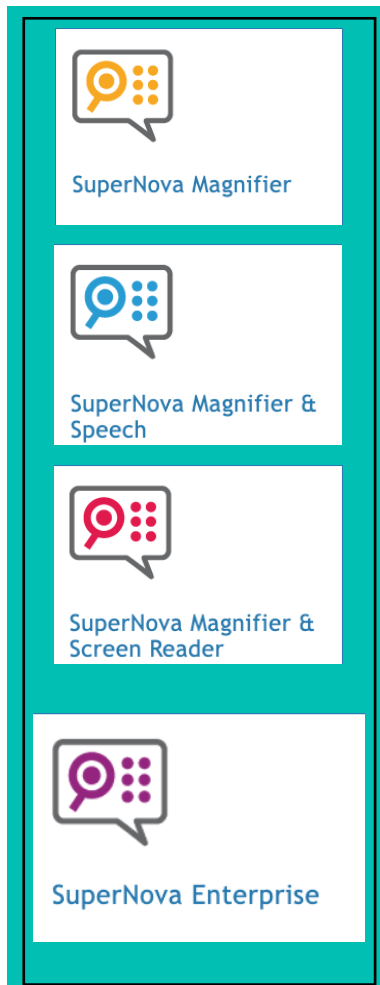 SuperNova Magnifier
SuperNova Magnifier &
Speech
SuperNova Magnifier &
Screen Reader
SuperNova Enterprise